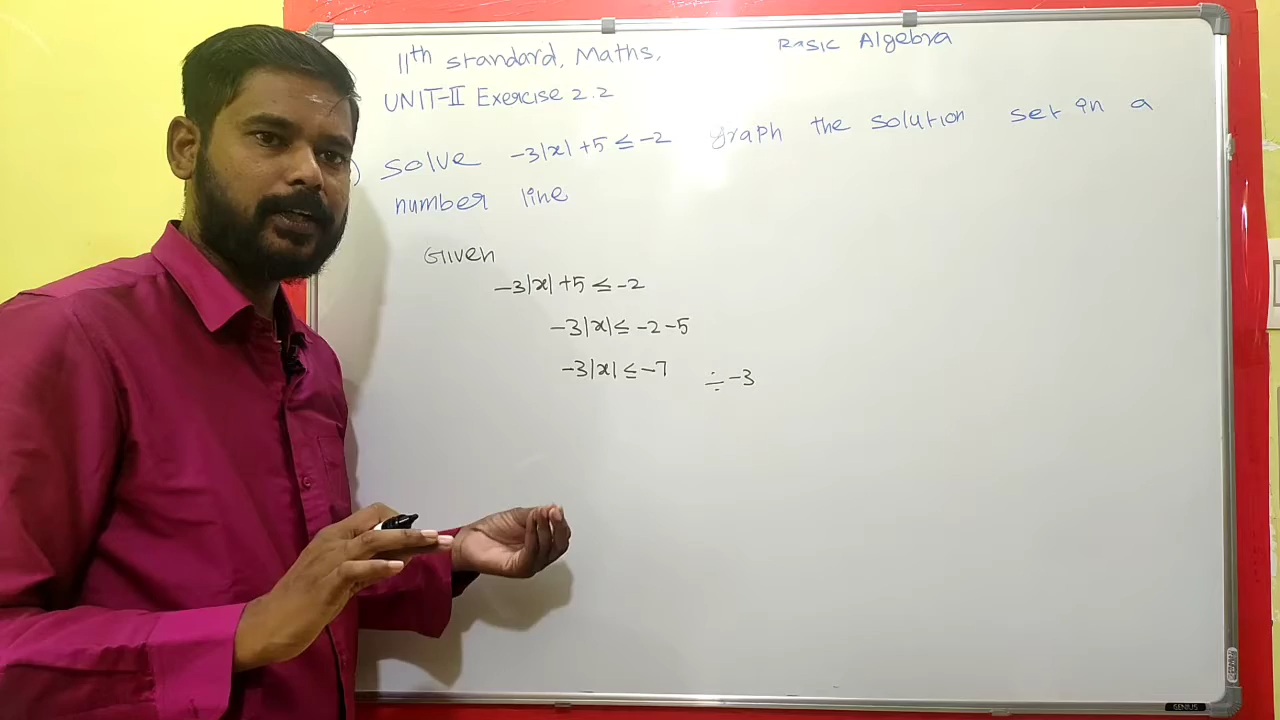 11th standard, Maths, Basic Algebra
UNIT-II Exercise 2.2
) Solve -3|x| +5 ≤ -2 graph the solution set in a
number line
Given
-3|x| +5 ≤ -2
-3|x| ≤ -2 -5
-3|x| ≤ -7 ÷ -3
GENIUS